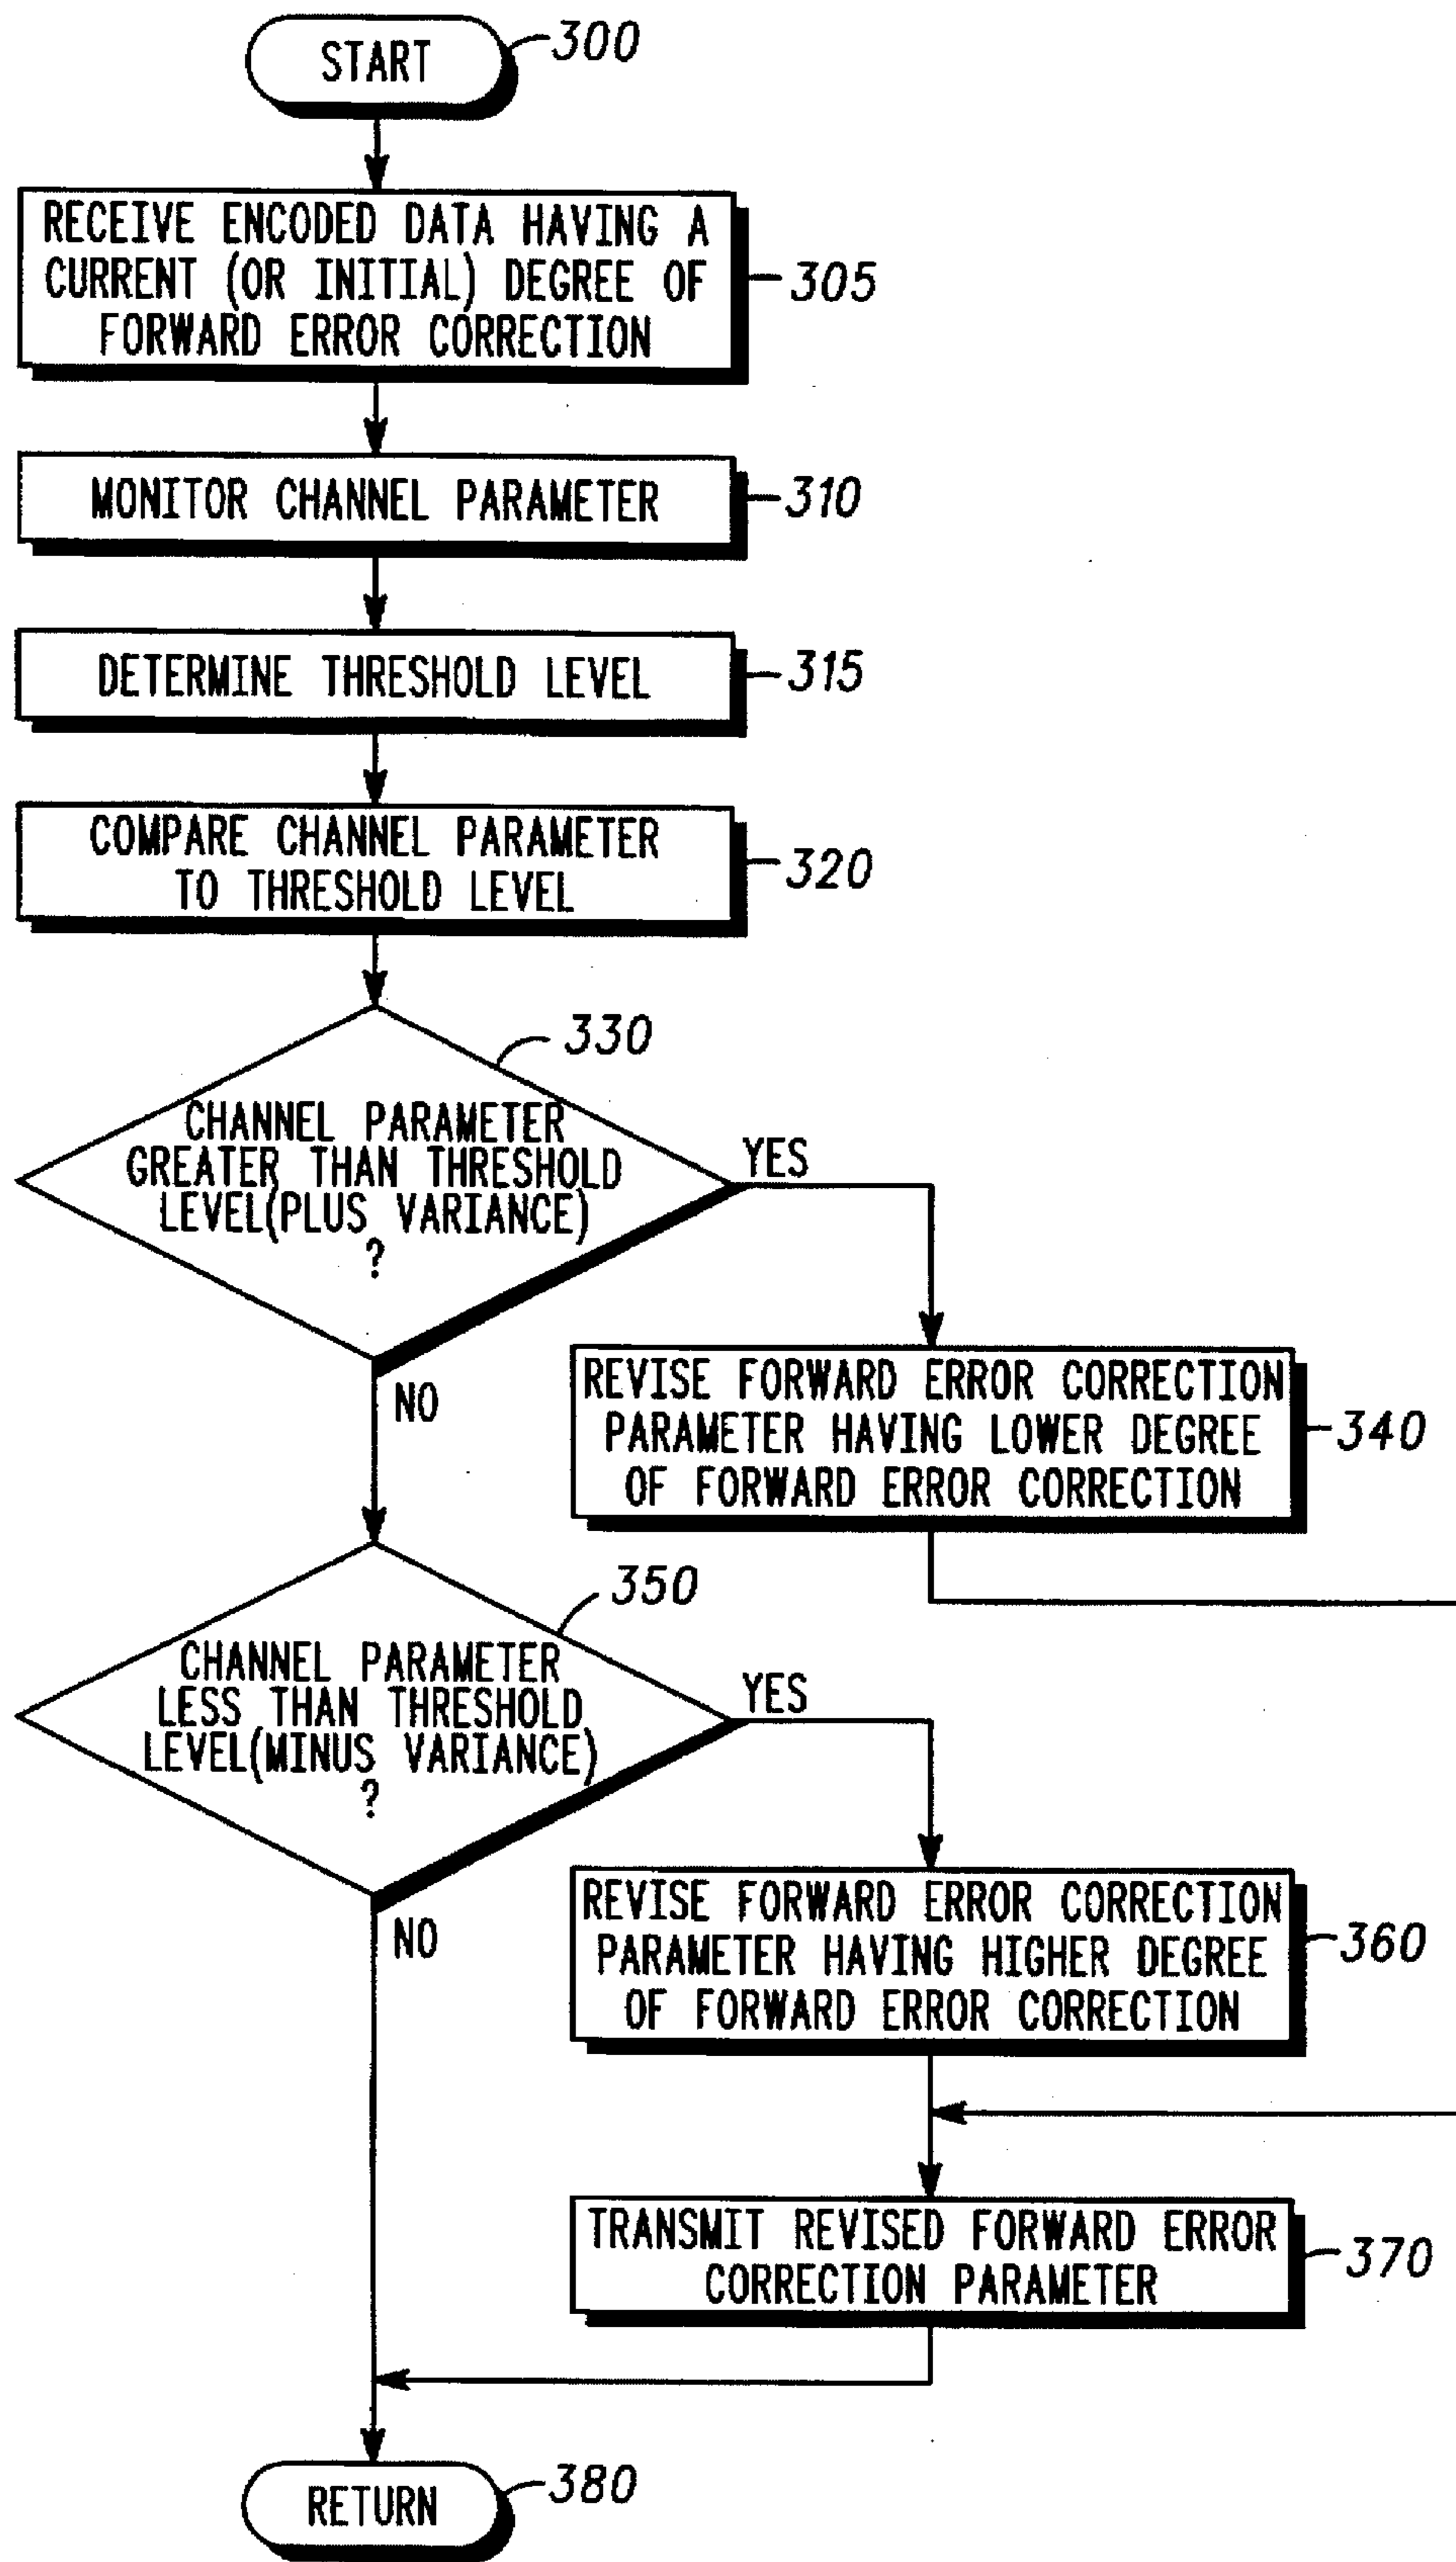 START
300
RECEIVE ENCODED DATA HAVING A
CURRENT (OR INITIAL) DEGREE OF
FORWARD ERROR CORRECTION
305
MONITOR CHANNEL PARAMETER
310
DETERMINE THRESHOLD LEVEL
315
COMPARE CHANNEL PARAMETER
TO THRESHOLD LEVEL
320
330
CHANNEL PARAMETER
GREATER THAN THRESHOLD
LEVEL(PLUS VARIANCE)
?
YES
NO
REVISE FORWARD ERROR CORRECTION
PARAMETER HAVING LOWER DEGREE
OF FORWARD ERROR CORRECTION
340
350
CHANNEL PARAMETER
LESS THAN THRESHOLD
LEVEL(MINUS VARIANCE)
?
YES
NO
REVISE FORWARD ERROR CORRECTION
PARAMETER HAVING HIGHER DEGREE
OF FORWARD ERROR CORRECTION
360
TRANSMIT REVISED FORWARD ERROR
CORRECTION PARAMETER
370
RETURN
380